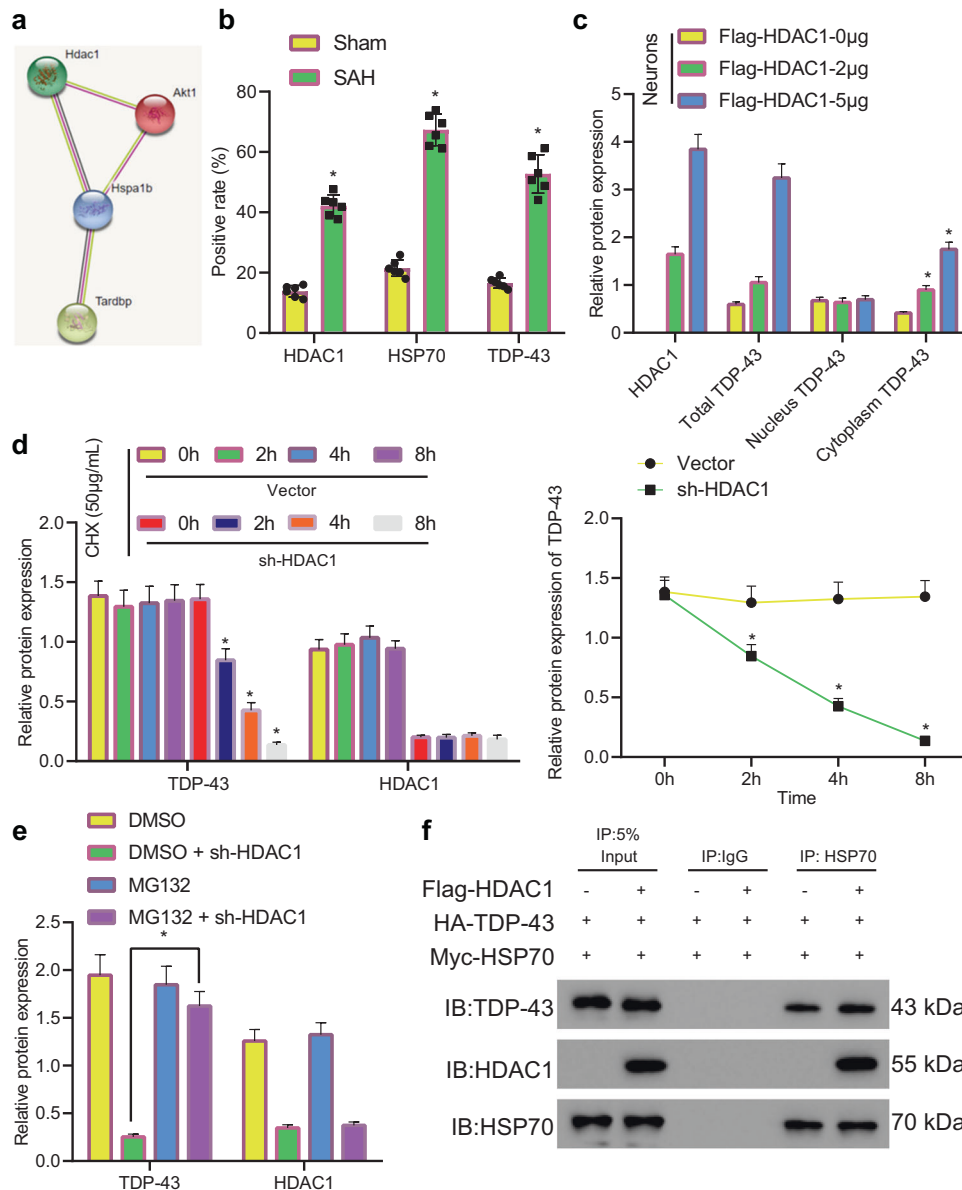 a
Hdac1
Akt1
Hspa1b
Tardbp
b
Sham
SAH
Positive rate (%)
80
60
40
20
0
* * *
HDAC1 HSP70 TDP-43
c
Neurons
Flag-HDAC1-0μg
Flag-HDAC1-2μg
Flag-HDAC1-5μg
Relative protein expression
5
4
3
2
1
0
* *
HDAC1
Total TDP-43
Nucleus TDP-43
Cytoplasm TDP-43
d
CHX (50μg/mL)
0h 2h 4h 8h
Vector
0h 2h 4h 8h
sh-HDAC1
Relative protein expression
2.0
1.5
1.0
0.5
0.0
* * *
TDP-43 HDAC1
Vector
sh-HDAC1
Relative protein expression of TDP-43
2.0
1.5
1.0
0.5
0.0
* * *
0h 2h 4h 8h
Time
e
DMSO
DMSO + sh-HDAC1
MG132
MG132 + sh-HDAC1
Relative protein expression
2.5
2.0
1.5
1.0
0.5
0.0
*
TDP-43 HDAC1
f
IP:5% Input IP:IgG IP: HSP70
Flag-HDAC1 - + - + - +
HA-TDP-43 + + + + + +
Myc-HSP70 + + + + + +
IB:TDP-43 43 kDa
IB:HDAC1 55 kDa
IB:HSP70 70 kDa